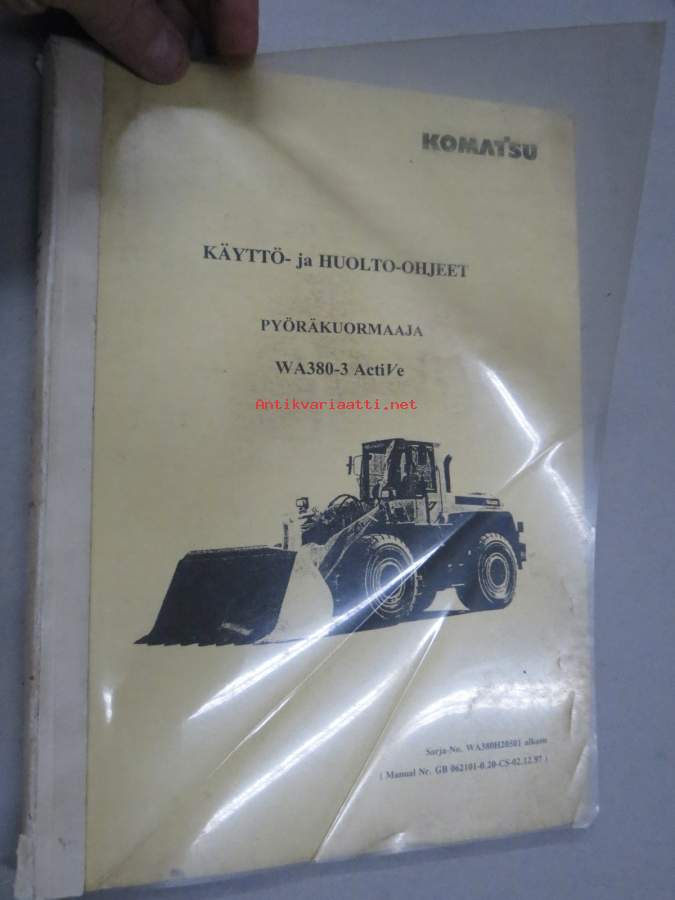 KOMATSU
KÄYTTÖ- ja HUOLTO-OHJEET
PYÖRÄKUORMAAJA
WA380-3 ActiVe
Antikvariaatti.net
Sarja-No. WA380H20501 alkaen
( Manual Nr. GB 062101-0.20-CS-02.12.97 )